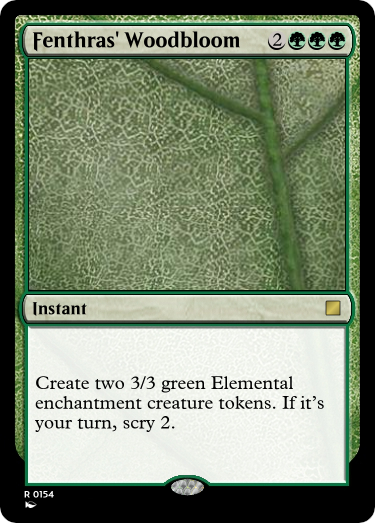 Fenthras' Woodbloom 2
Instant
Create two 3/3 green Elemental
enchantment creature tokens. If it's
your turn, scry 2.
R 0154